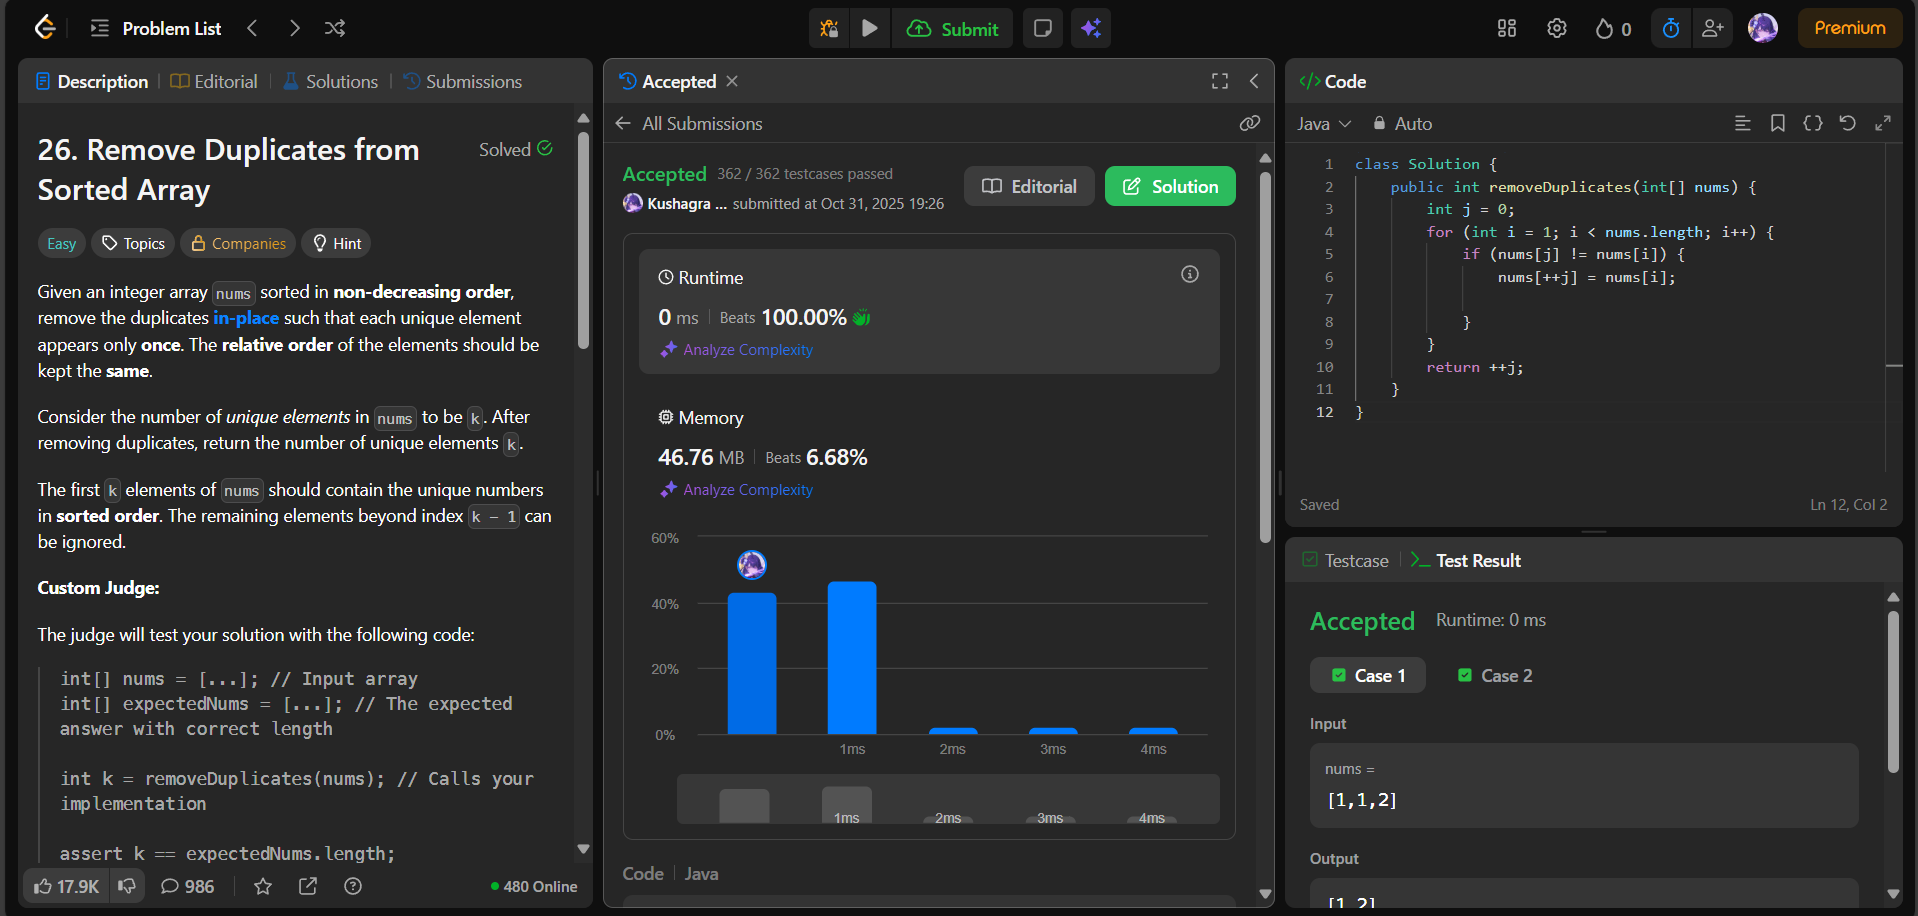 Problem List
Submit
0
Premium
Description
Editorial
Solutions
Submissions
26. Remove Duplicates from
Sorted Array
Solved
Easy
Topics
Companies
Hint
Given an integer array nums sorted in non-decreasing order,
remove the duplicates in-place such that each unique element
appears only once. The relative order of the elements should be
kept the same.
Consider the number of unique elements in nums to be k. After
removing duplicates, return the number of unique elements k.
The first k elements of nums should contain the unique numbers
in sorted order. The remaining elements beyond index k - 1 can
be ignored.
Custom Judge:
The judge will test your solution with the following code:
int[] nums = [...]; // Input array
int[] expectedNums = [...]; // The expected
answer with correct length
int k = removeDuplicates(nums); // Calls your
implementation
assert k == expectedNums.length;
17.9K
986
480 Online
Accepted
All Submissions
Accepted 362 / 362 testcases passed
Kushagra ... submitted at Oct 31, 2025 19:26
Editorial
Solution
Runtime
0 ms
Beats 100.00%
Analyze Complexity
Memory
46.76 MB
Beats 6.68%
Analyze Complexity
60%
40%
20%
0%
1ms
2ms
3ms
4ms
1ms
2ms
3ms
4ms
Code
Java
Code
Java
Auto
1 class Solution {
2 public int removeDuplicates(int[] nums) {
3 int j = 0;
4 for (int i = 1; i < nums.length; i++) {
5 if (nums[j] != nums[i]) {
6 nums[++j] = nums[i];
7
8 }
9 }
10 return ++j;
11 }
12 }
Saved
Ln 12, Col 2
Testcase
Test Result
Accepted
Runtime: 0 ms
Case 1
Case 2
Input
nums =
[1,1,2]
Output
[1,2]